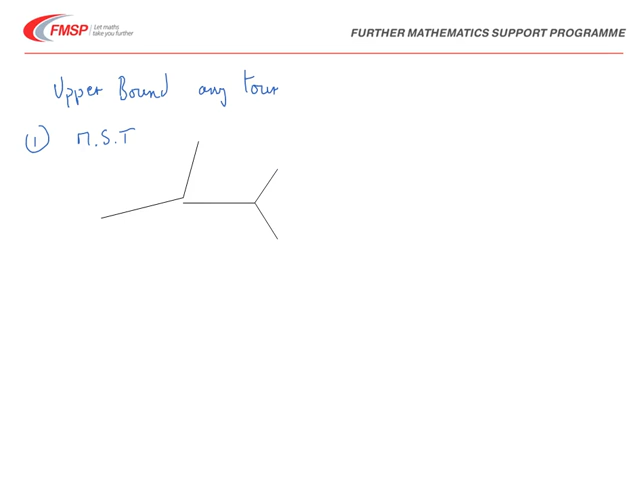 FMSP
Let maths
take you further
FURTHER MATHEMATICS SUPPORT PROGRAMME
Upper Bound any tour
① M.S.T